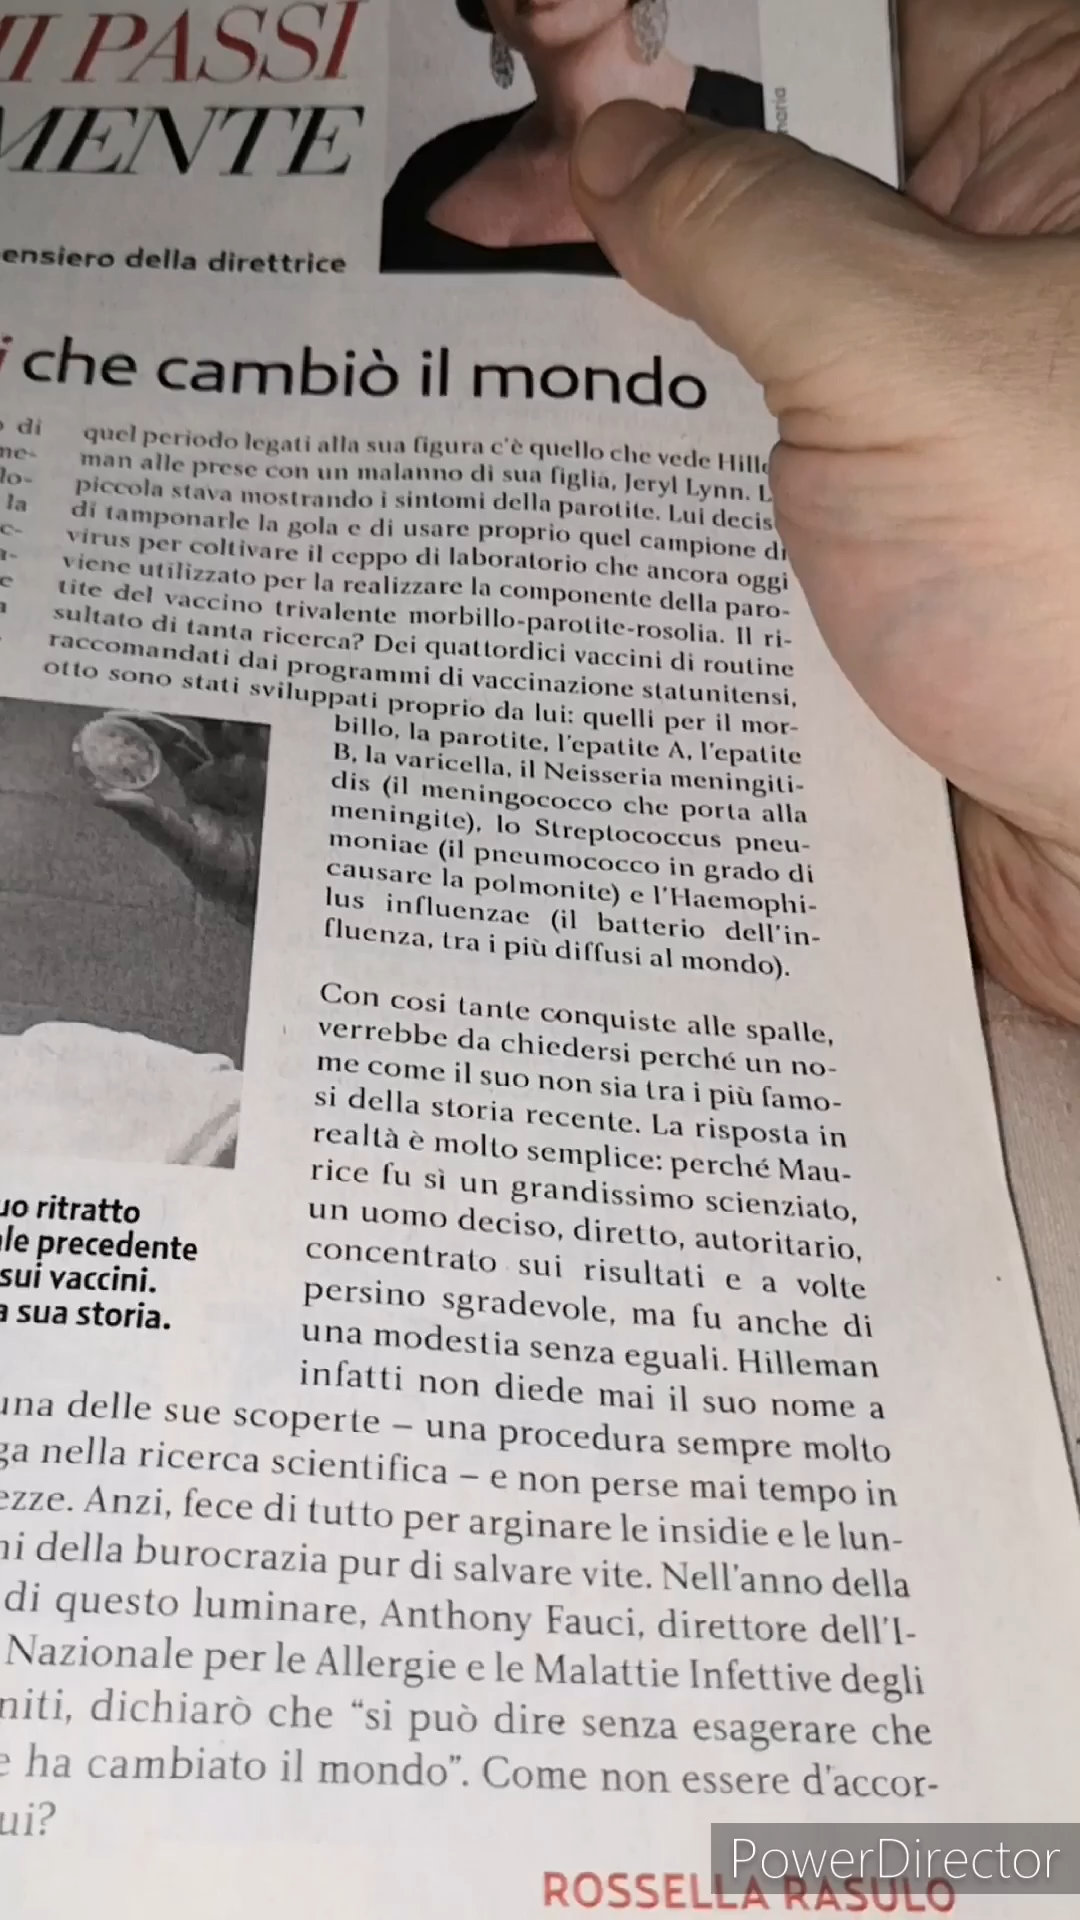 I PASSI
MENTE
ensiero della direttrice
i che cambiò il mondo
di
ne-
lo-
la
c-
a-
e
a
quel periodo legati alla sua figura c'è quello che vede Hille
man alle prese con un malanno di sua figlia, Jeryl Lynn. L
piccola stava mostrando i sintomi della parotite. Lui decis
di tamponarle la gola e di usare proprio quel campione di
virus per coltivare il ceppo di laboratorio che ancora oggi
viene utilizzato per la realizzare la componente della paro-
tite del vaccino trivalente morbillo-parotite-rosolia. Il ri-
sultato di tanta ricerca? Dei quattordici vaccini di routine
raccomandati dai programmi di vaccinazione statunitensi,
otto sono stati sviluppati proprio da lui: quelli per il mor-
billo, la parotite, l'epatite A, l'epatite
B, la varicella, il Neisseria meningiti-
dis (il meningococco che porta alla
meningite), lo Streptococcus pneu-
moniae (il pneumococco in grado di
causare la polmonite) e l'Haemophi-
lus influenzae (il batterio dell'in-
fluenza, tra i più diffusi al mondo).
Con così tante conquiste alle spalle,
verrebbe da chiedersi perché un no-
me come il suo non sia tra i più famo-
si della storia recente. La risposta in
realtà è molto semplice: perché Mau-
rice fu sì un grandissimo scienziato,
un uomo deciso, diretto, autoritario,
concentrato sui risultati e a volte
persino sgradevole, ma fu anche di
una modestia senza eguali. Hilleman
infatti non diede mai il suo nome a
una delle sue scoperte – una procedura sempre molto
ga nella ricerca scientifica – e non perse mai tempo in
ezze. Anzi, fece di tutto per arginare le insidie e le lun-
ni della burocrazia pur di salvare vite. Nell'anno della
di questo luminare, Anthony Fauci, direttore dell'I-
Nazionale per le Allergie e le Malattie Infettive degli
niti, dichiarò che “si può dire senza esagerare che
e ha cambiato il mondo”. Come non essere d'accor-
ui?
uo ritratto
ale precedente
sui vaccini.
a sua storia.
ROSSELLA RASULO
PowerDirector